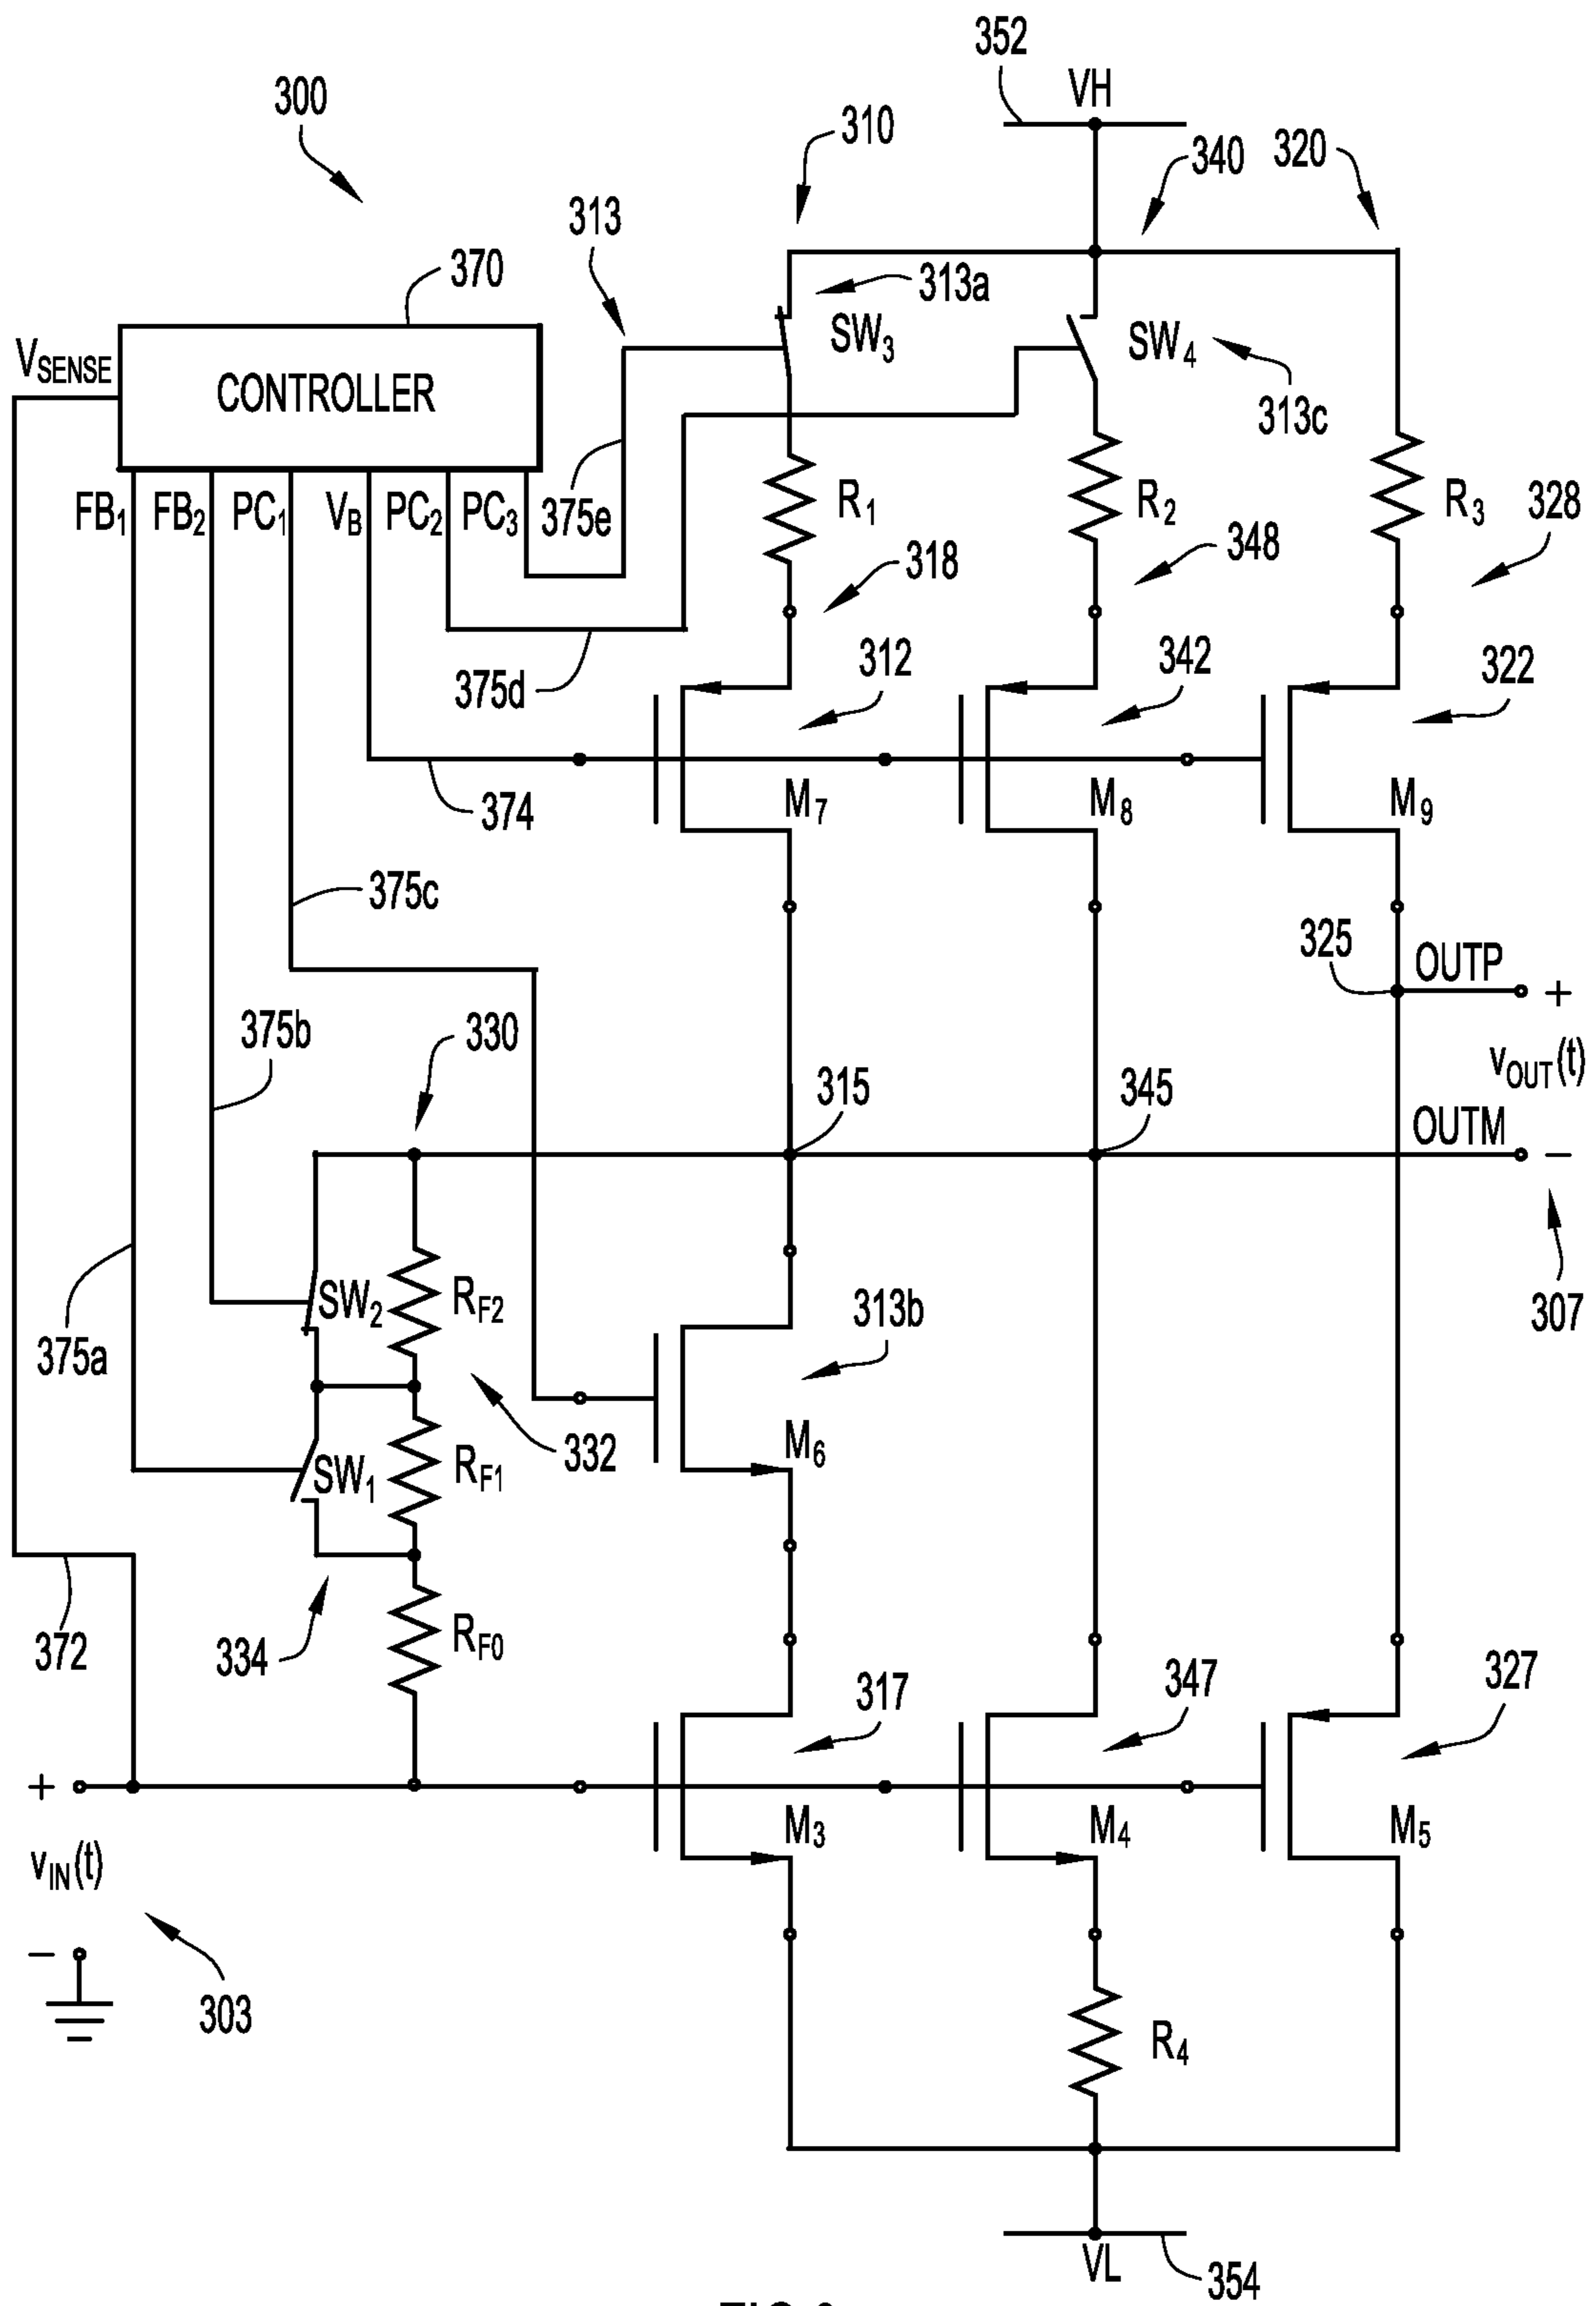 352
VH
300
310
340
320
313
313a
370
SW3
SW4
VSENSE
CONTROLLER
313c
FB1
FB2
PC1
VB
PC2
PC3
375e
R1
R2
R3
328
318
348
375d
312
342
322
374
M7
M8
M9
375c
325
OUTP
+
375b
330
vOUT(t)
315
345
OUTM
−
SW2
RF2
313b
307
375a
M6
332
SW1
RF1
372
334
RF0
317
347
327
+
M3
M4
M5
vIN(t)
−
303
R4
VL
354